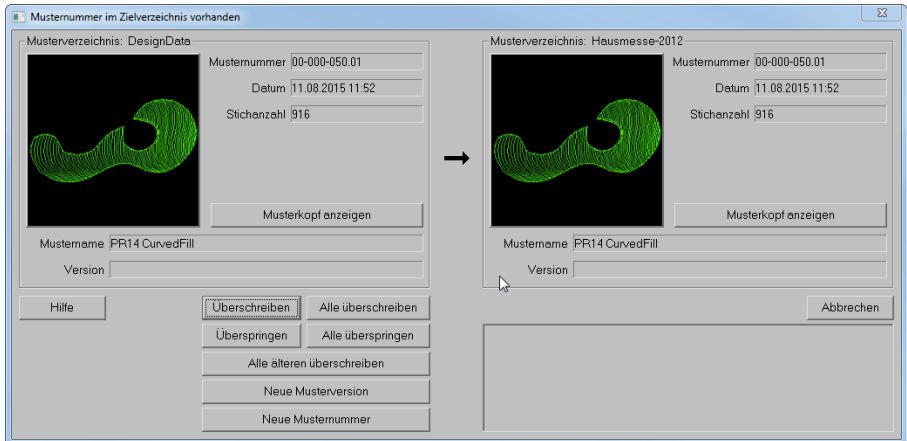 Musternummer im Zielverzeichnis vorhanden
Musterverzeichnis: DesignData
Musternummer 00-000-050.01
Datum 11.08.2015 11:52
Stichanzahl 916
Musterkopf anzeigen
Mustername PR14 CurvedFill
Version
Musterverzeichnis: Hausmesse-2012
Musternummer 00-000-050.01
Datum 11.08.2015 11:52
Stichanzahl 916
Musterkopf anzeigen
Mustername PR14 CurvedFill
Version
Hilfe
Überschreiben
Alle überschreiben
Abbrechen
Überspringen
Alle überspringen
Alle älteren überschreiben
Neue Musterversion
Neue Musternummer